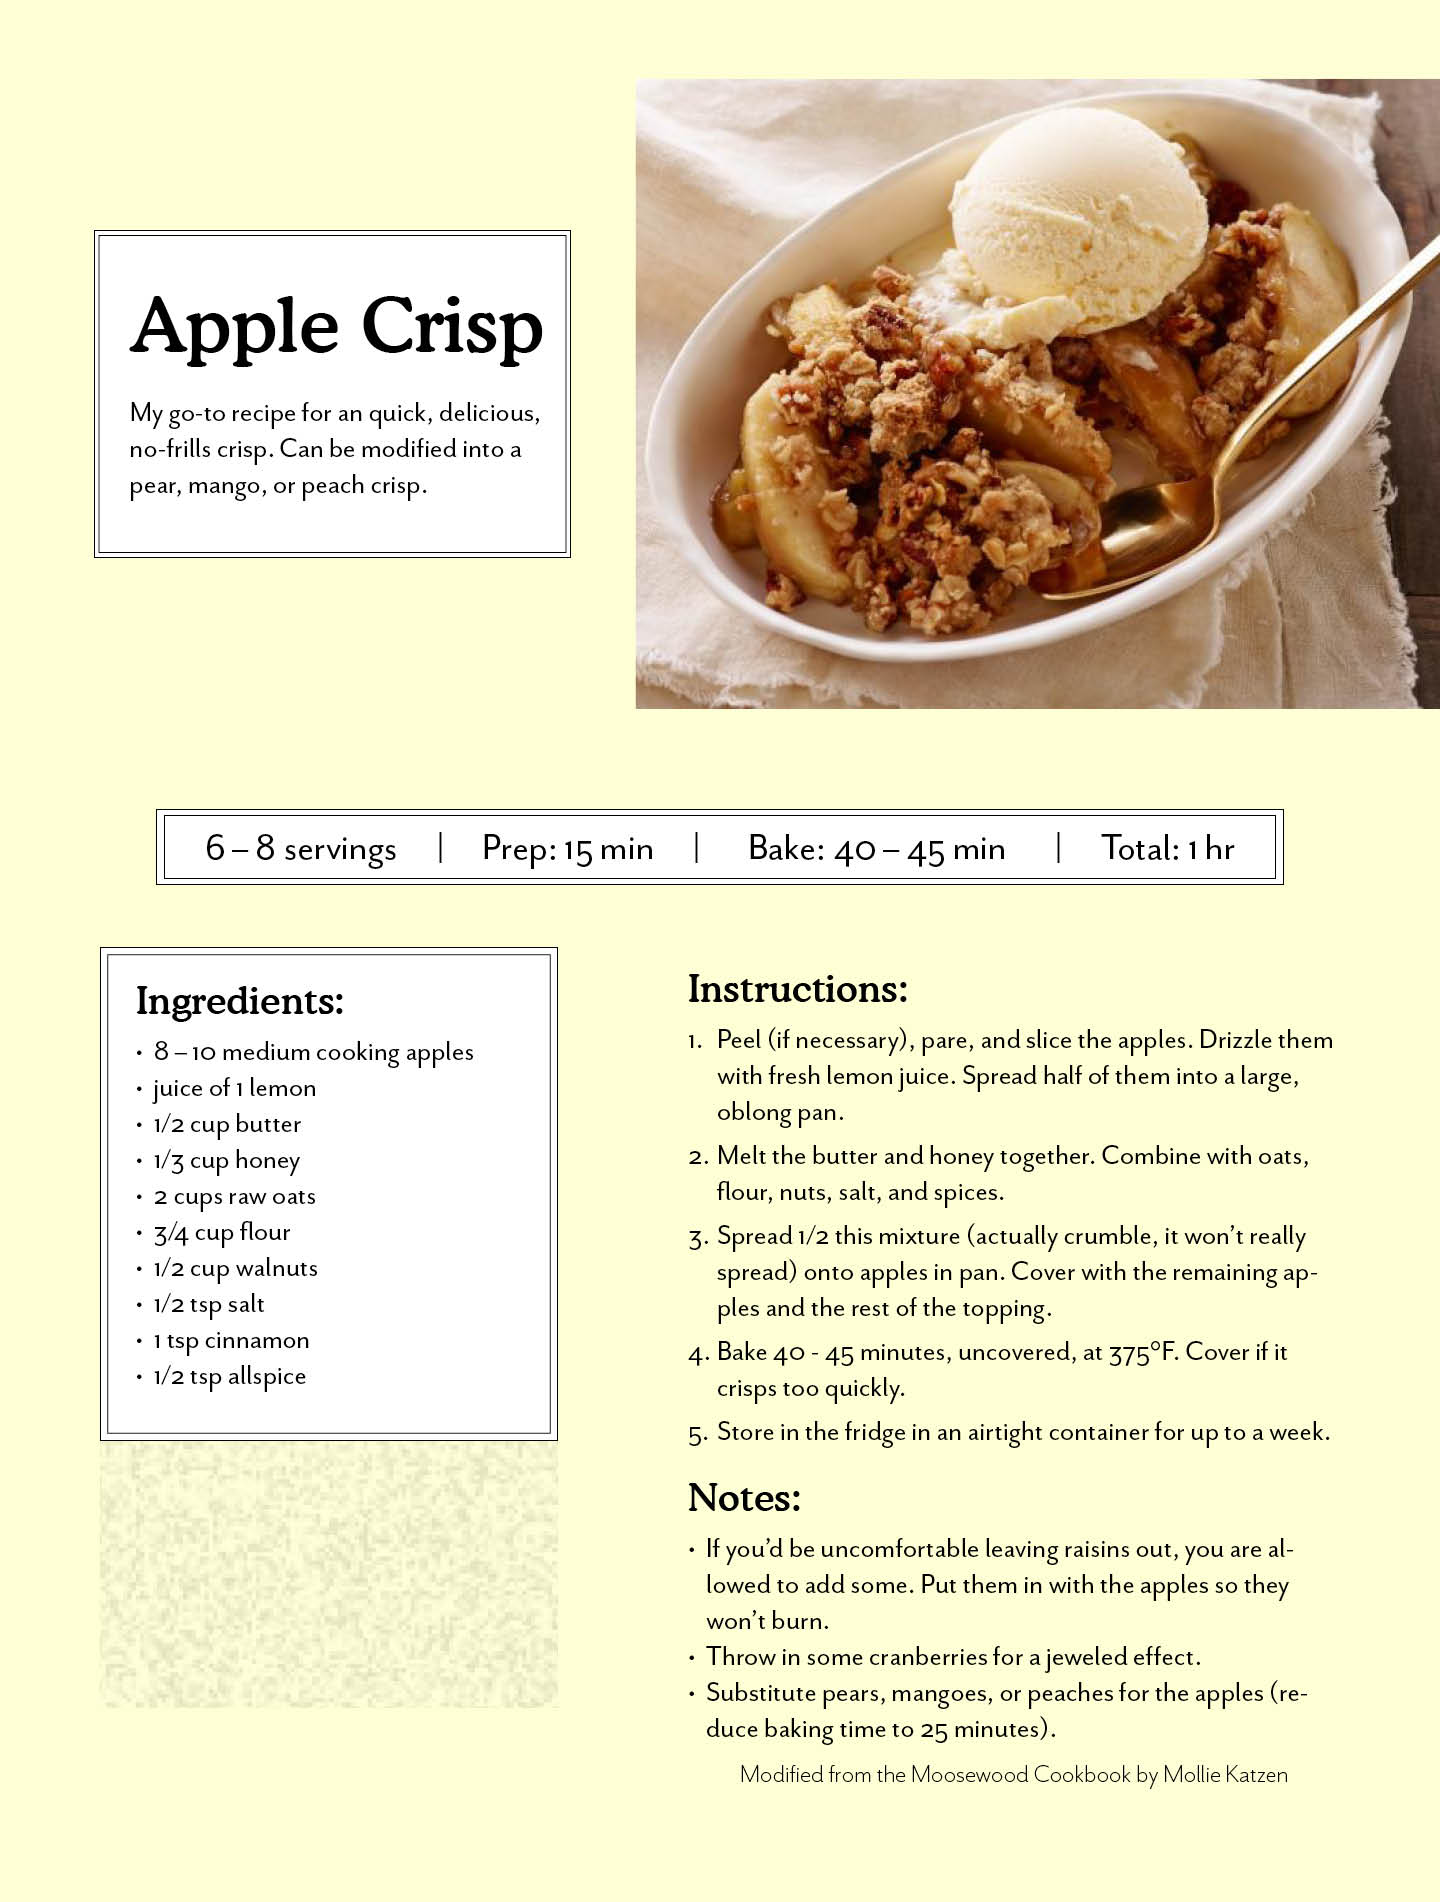 Apple Crisp
My go-to recipe for an quick, delicious,
no-frills crisp. Can be modified into a
pear, mango, or peach crisp.
6 – 8 servings | Prep: 15 min | Bake: 40 – 45 min | Total: 1 hr
Ingredients:
• 8 – 10 medium cooking apples
• juice of 1 lemon
• 1/2 cup butter
• 1/3 cup honey
• 2 cups raw oats
• 3/4 cup flour
• 1/2 cup walnuts
• 1/2 tsp salt
• 1 tsp cinnamon
• 1/2 tsp allspice
Instructions:
1. Peel (if necessary), pare, and slice the apples. Drizzle them
with fresh lemon juice. Spread half of them into a large,
oblong pan.
2. Melt the butter and honey together. Combine with oats,
flour, nuts, salt, and spices.
3. Spread 1/2 this mixture (actually crumble, it won't really
spread) onto apples in pan. Cover with the remaining ap-
ples and the rest of the topping.
4. Bake 40 - 45 minutes, uncovered, at 375°F. Cover if it
crisps too quickly.
5. Store in the fridge in an airtight container for up to a week.
Notes:
• If you'd be uncomfortable leaving raisins out, you are al-
lowed to add some. Put them in with the apples so they
won't burn.
• Throw in some cranberries for a jeweled effect.
• Substitute pears, mangoes, or peaches for the apples (re-
duce baking time to 25 minutes).
Modified from the Moosewood Cookbook by Mollie Katzen